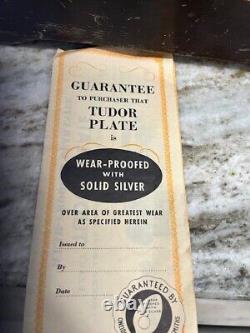 GUARANTEE
TO PURCHASER THAT
TUDOR
PLATE
is
WEAR-PROOFED
WITH
SOLID SILVER
OVER AREA OF GREATEST WEAR
AS SPECIFIED HEREIN
Issued to
By
Date
GUARANTEED BY